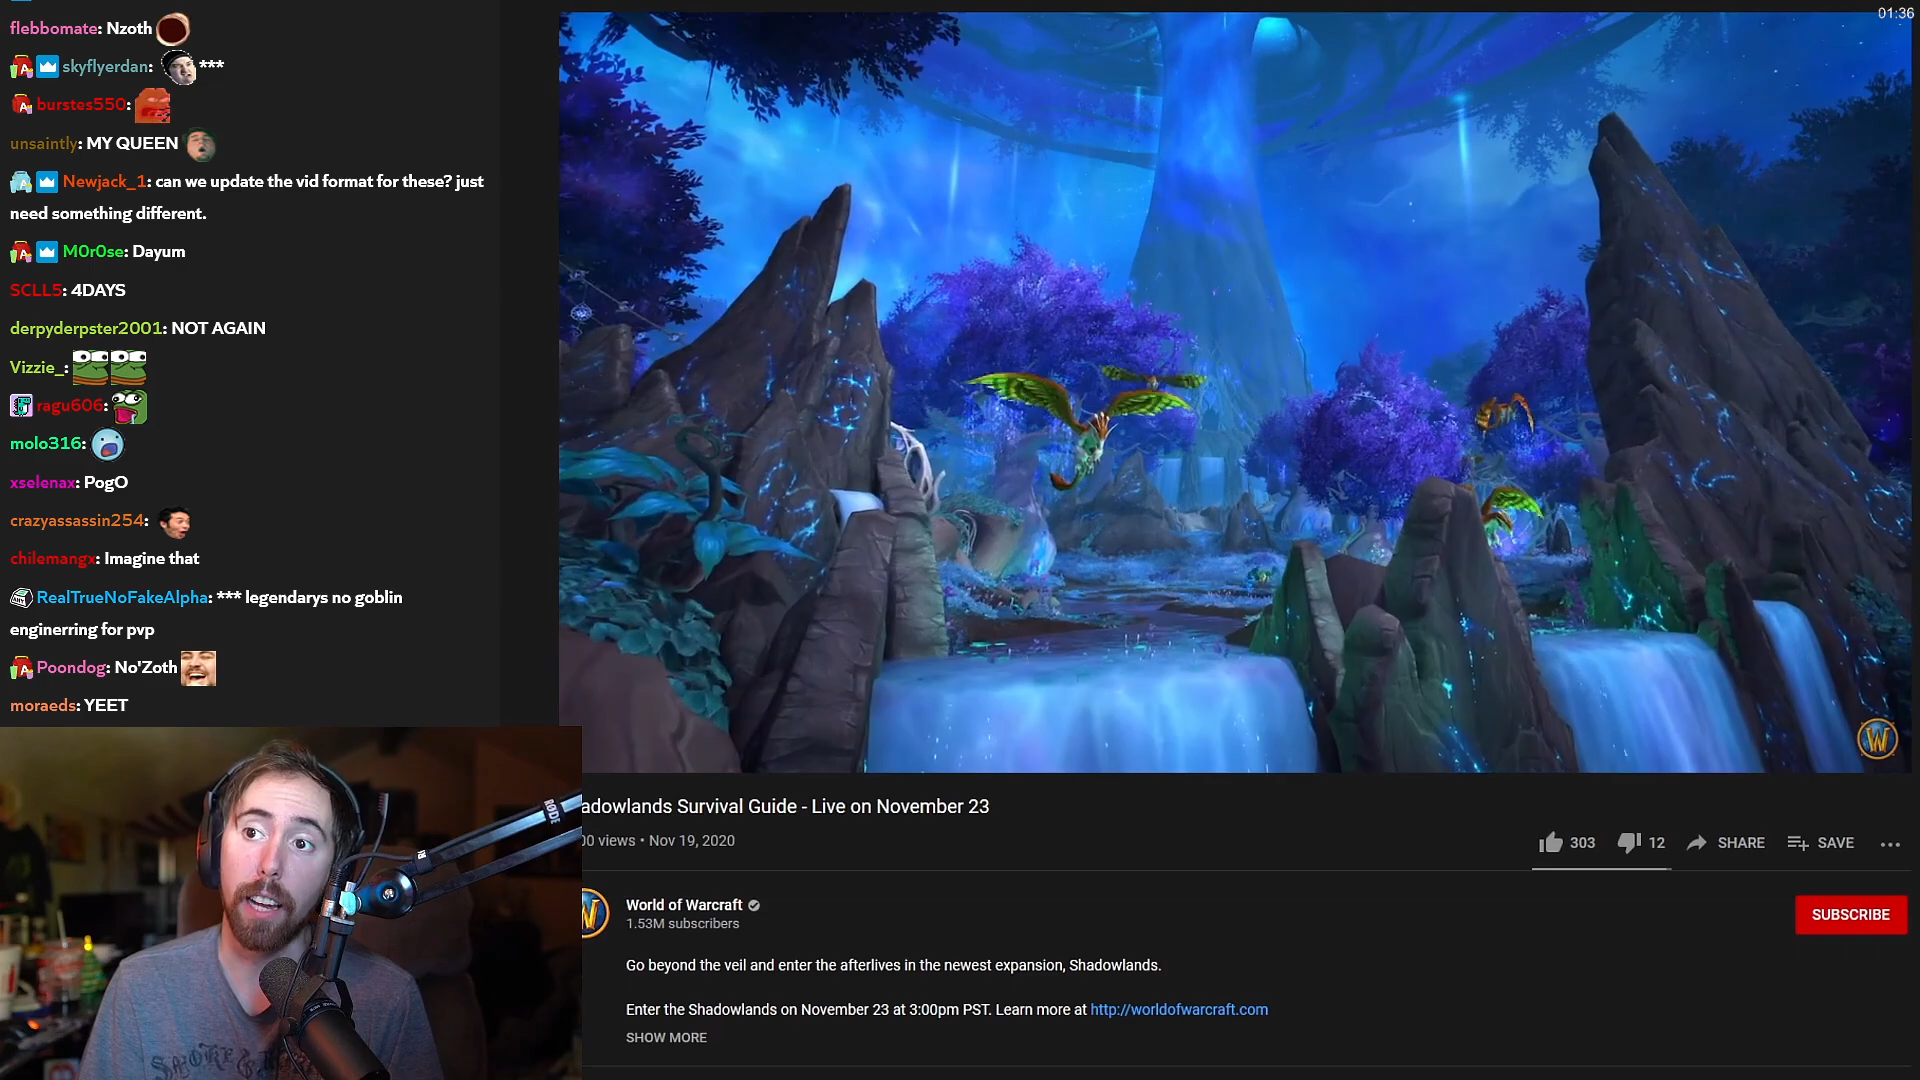 flebbomate: Nzoth
skyflyerdan: ***
burstes550:
unsaintly: MY QUEEN
Newjack_1: can we update the vid format for these? just
need something different.
M0r0se: Dayum
SCLL5: 4DAYS
derpyderpster2001: NOT AGAIN
Vizzie_:
ragu606:
molo316:
xselenax: PogO
crazyassassin254:
chilemangx: Imagine that
RealTrueNoFakeAlpha: *** legendarys no goblin
enginerring for pvp
Poondog: No'Zoth
moraeds: YEET
01:36
W
RØDE
adowlands Survival Guide - Live on November 23
00 views • Nov 19, 2020
303
12
SHARE
SAVE
World of Warcraft
1.53M subscribers
SUBSCRIBE
Go beyond the veil and enter the afterlives in the newest expansion, Shadowlands.
Enter the Shadowlands on November 23 at 3:00pm PST. Learn more at http://worldofwarcraft.com
SHOW MORE